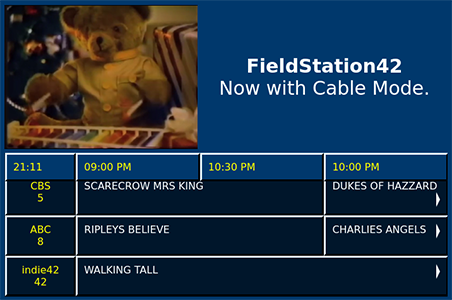 FieldStation42
Now with Cable Mode.
21:11 09:00 PM 10:30 PM 10:00 PM
CBS SCARECROW MRS KING DUKES OF HAZZARD
5
ABC RIPLEYS BELIEVE CHARLIES ANGELS
8
indie42 WALKING TALL
42